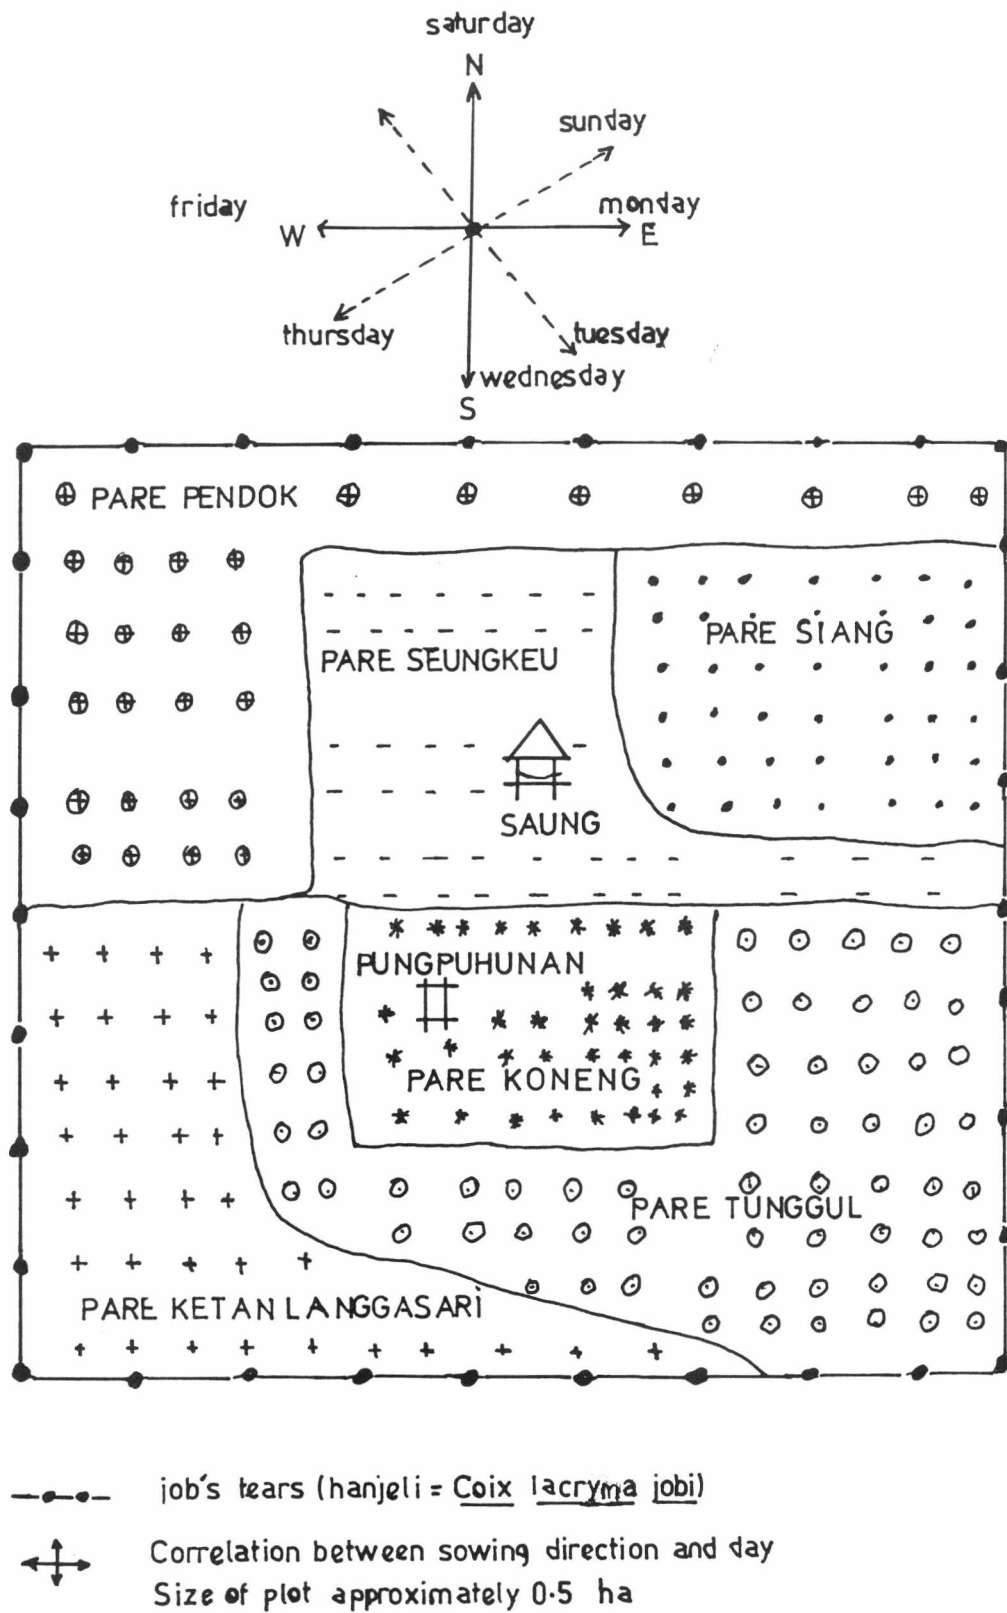 saturday
N
sunday
friday
monday
W
E
thursday
tuesday
wednesday
S
PARE PENDOK
PARE SIANG
PARE SEUNGKEU
SAUNG
PUNGPUHUNAN
PARE KONENG
PARE TUNGGUL
PARE KETAN LANGGASARI
job's tears (hanjeli = Coix lacryma jobi)
Correlation between sowing direction and day
Size of plot approximately 0.5 ha